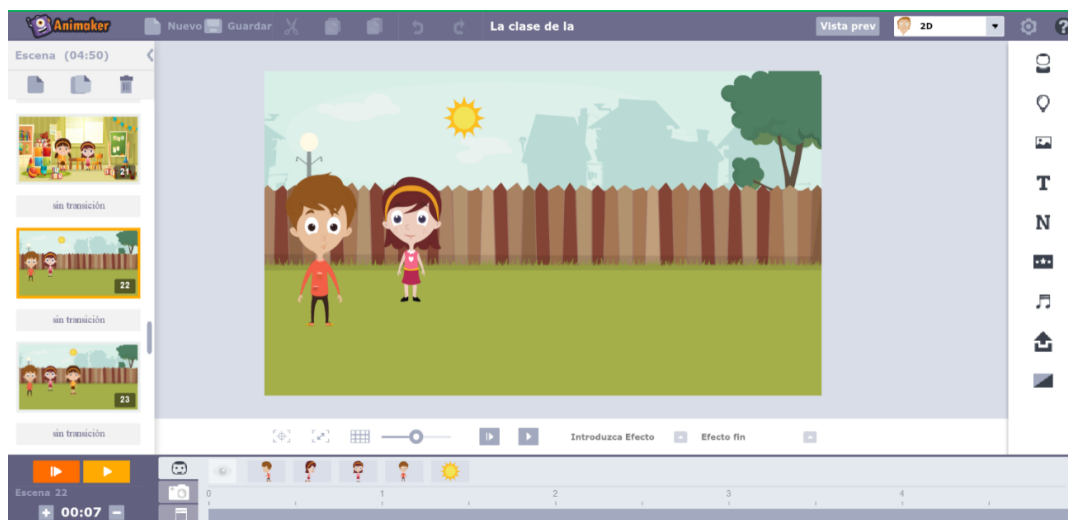 Animaker Nuevo Guardar La clase de la Vista prev 2D ?
Escena (04:50)
21
sin transición
22
sin transición
23
sin transición
T
N
Introduzca Efecto Efecto fin
Escena 22
0 1 2 3 4
+ 00:07 -